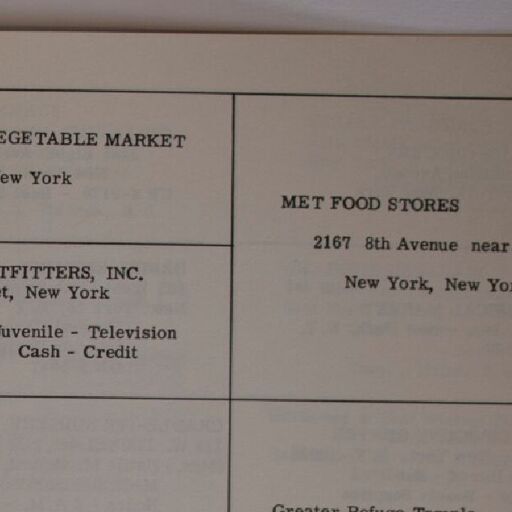 EGETABLE MARKET
ew York
TFITTERS, INC.
t, New York
uvenile - Television
Cash - Credit
MET FOOD STORES
2167 8th Avenue near
New York, New Yo
Greater Refuge Temple